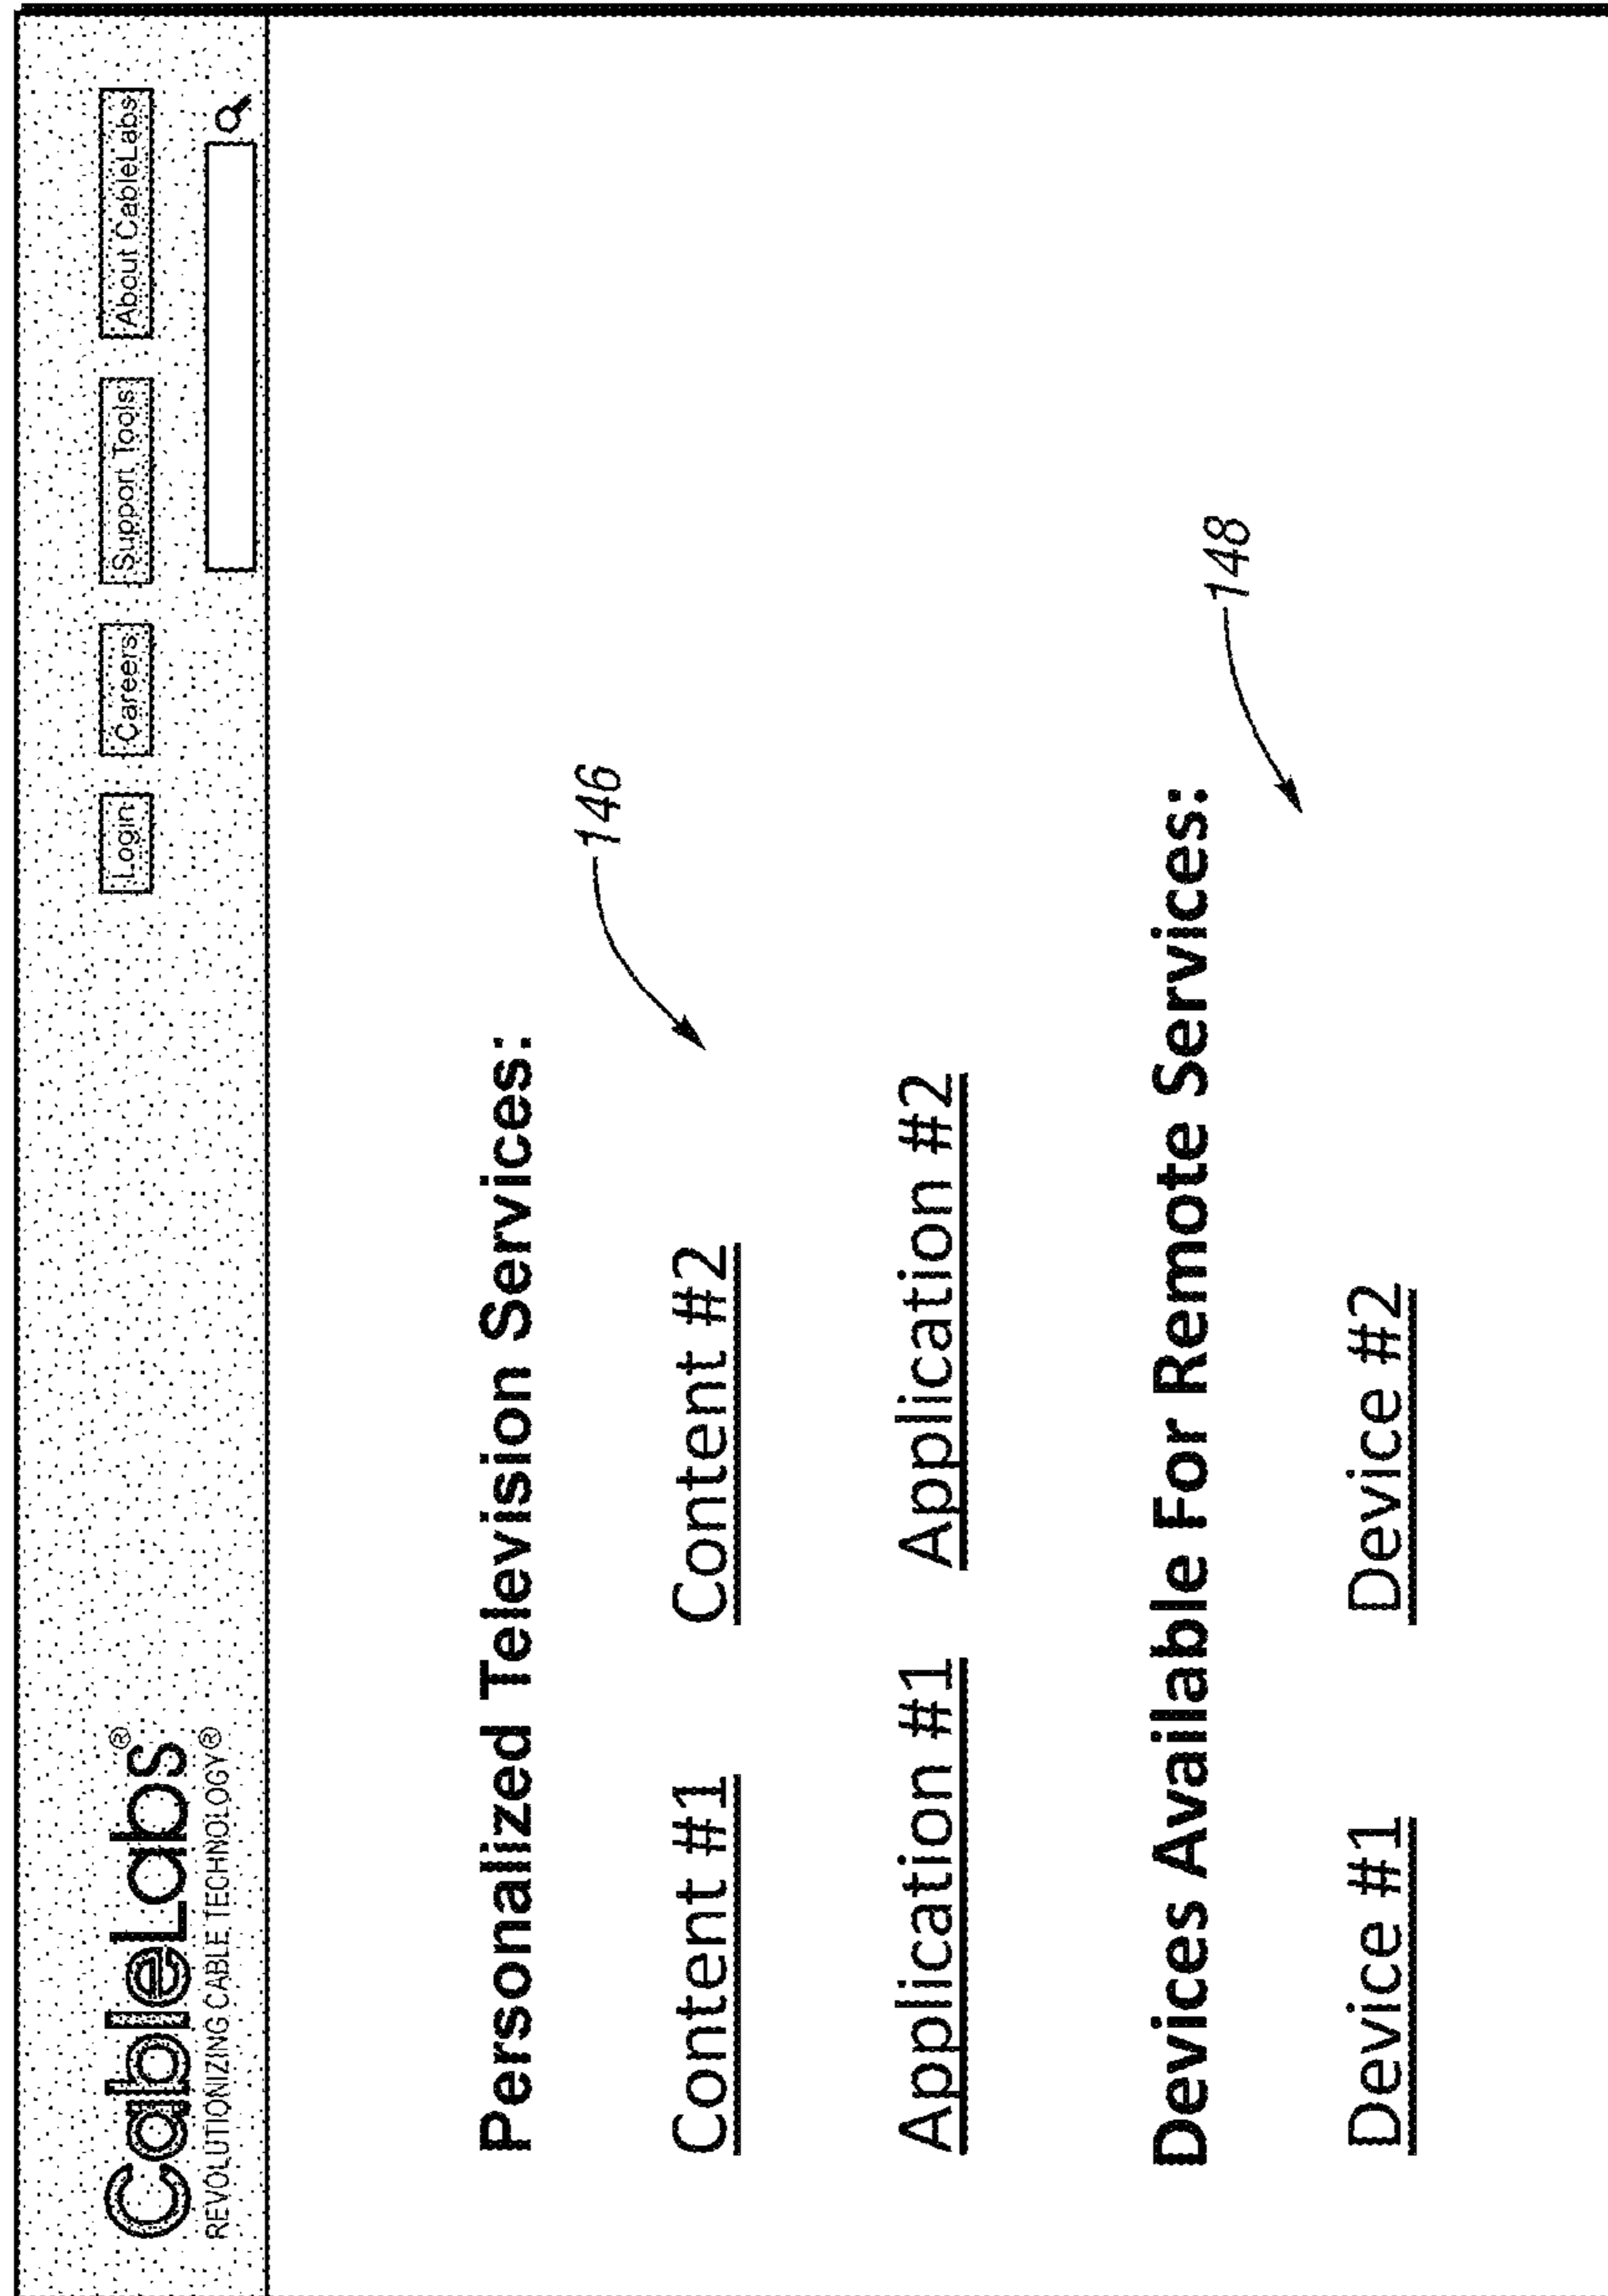 Login Careers Support Tools About CableLabs
CableLabs®
REVOLUTIONIZING CABLE TECHNOLOGY®
Personalized Television Services:
146
Content #1 Content #2
Application #1 Application #2
Devices Available For Remote Services:
148
Device #1 Device #2